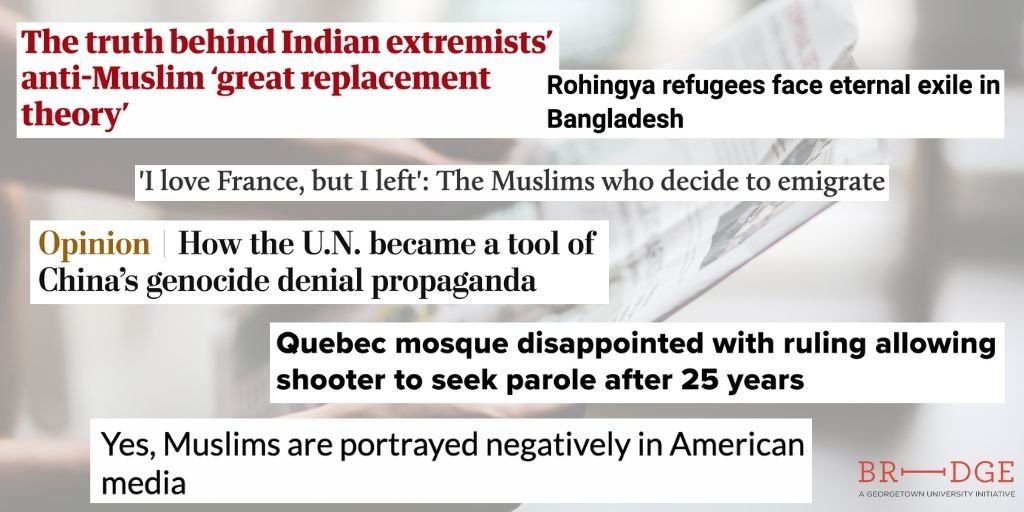 The truth behind Indian extremists’
anti-Muslim ‘great replacement
theory’
Rohingya refugees face eternal exile in
Bangladesh
'I love France, but I left': The Muslims who decide to emigrate
Opinion | How the U.N. became a tool of
China’s genocide denial propaganda
Quebec mosque disappointed with ruling allowing
shooter to seek parole after 25 years
Yes, Muslims are portrayed negatively in American
media
BRIDGE
A GEORGETOWN UNIVERSITY INITIATIVE